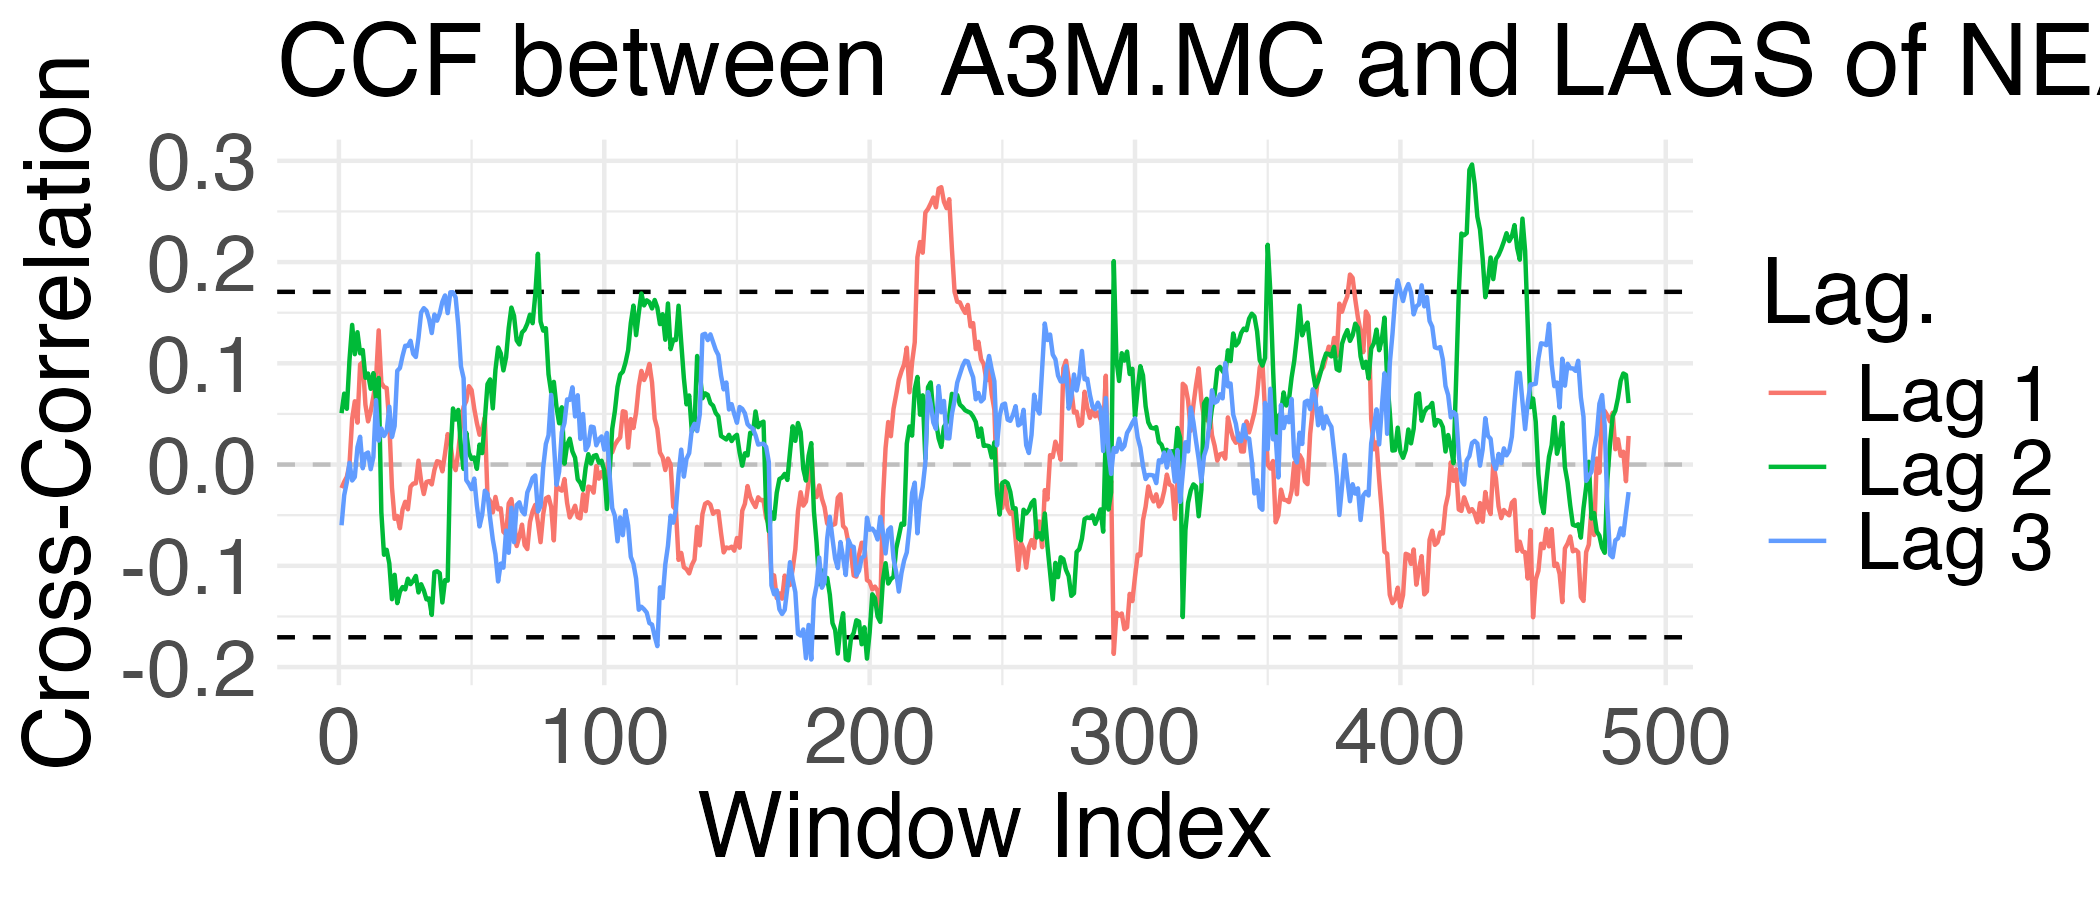 CCF between  A3M.MC and LAGS of NEA
Cross-Correlation
0.3
0.2
0.1
0.0
-0.1
-0.2
0 100 200 300 400 500
Window Index
Lag.
Lag 1
Lag 2
Lag 3